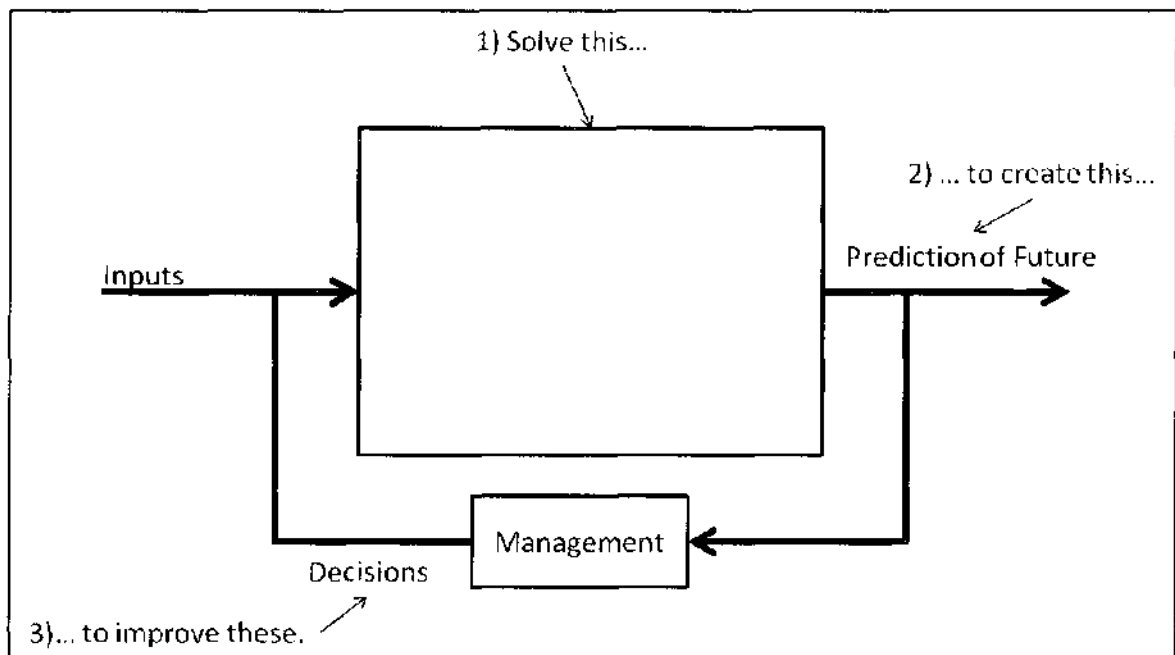 1) Solve this...
2) ... to create this...
Prediction of Future
Inputs
Management
Decisions
3)... to improve these.